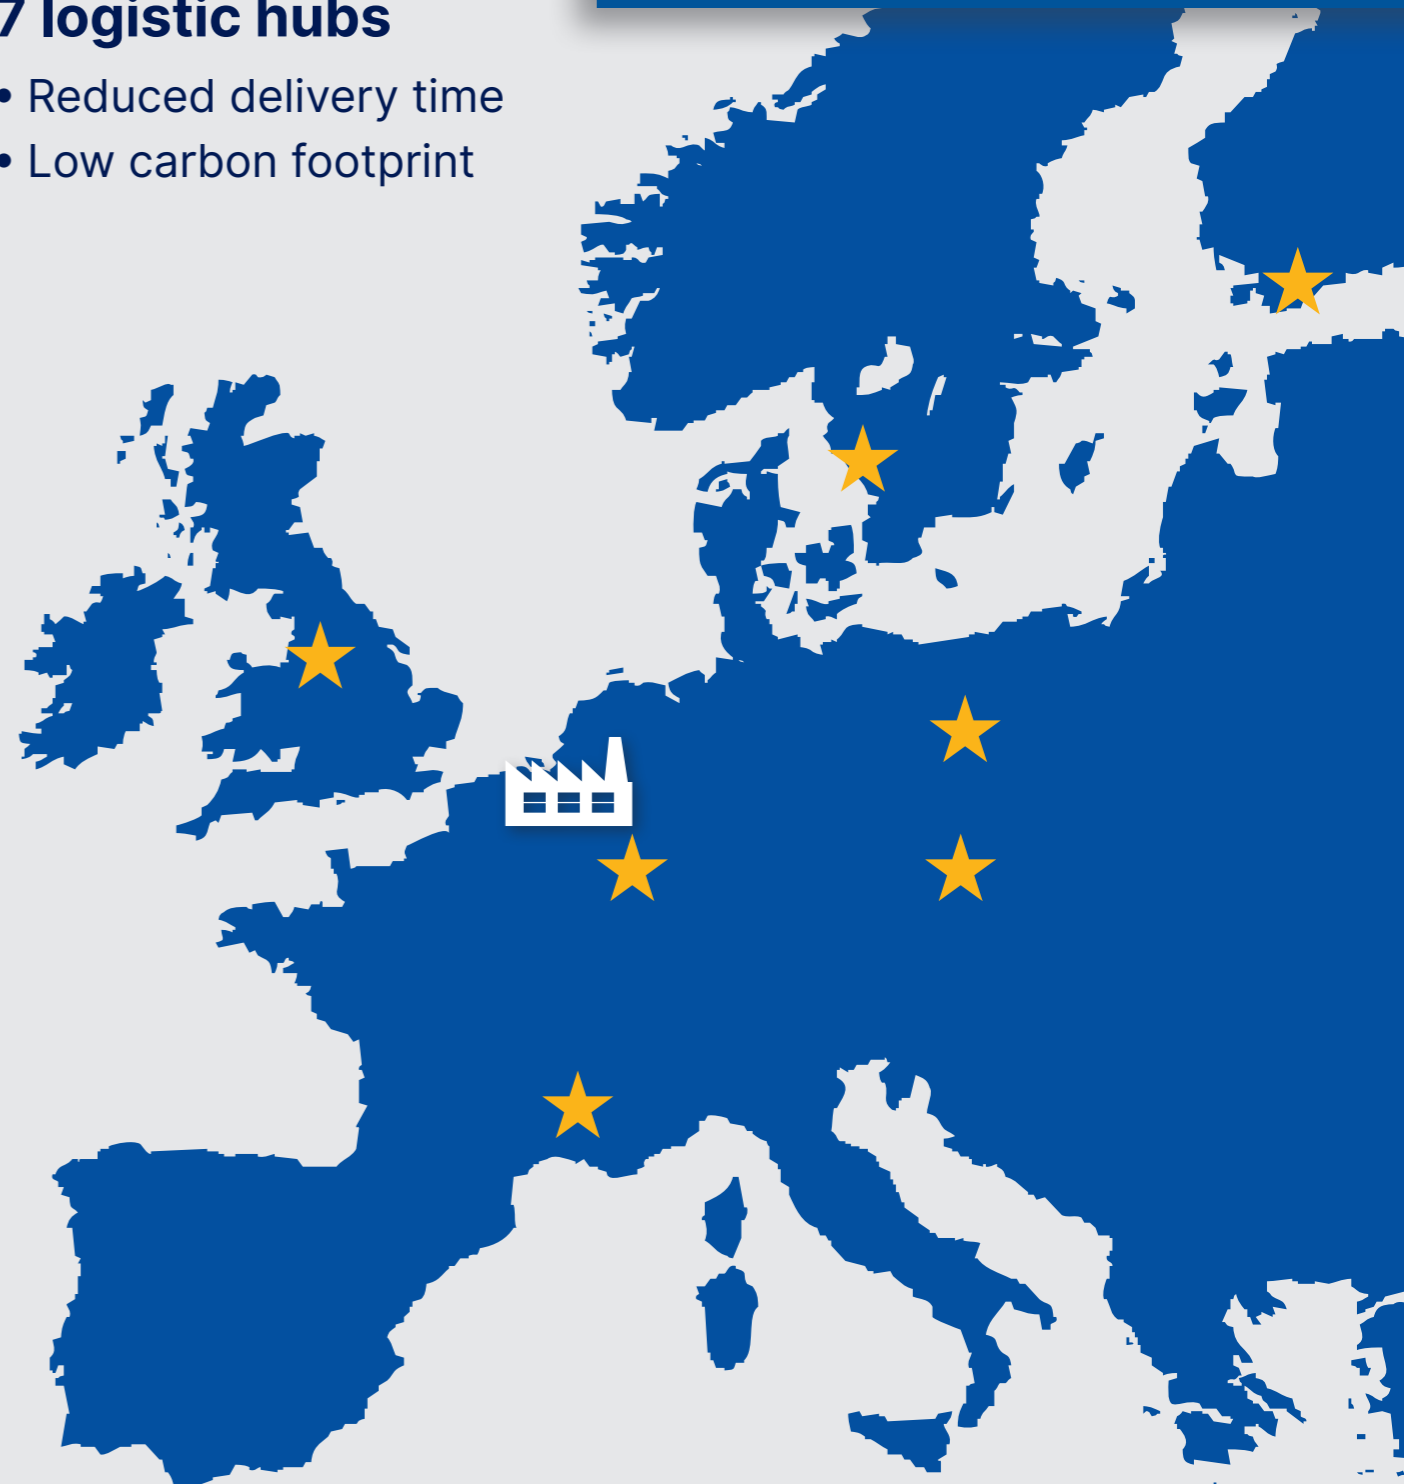 7 logistic hubs
• Reduced delivery time
• Low carbon footprint